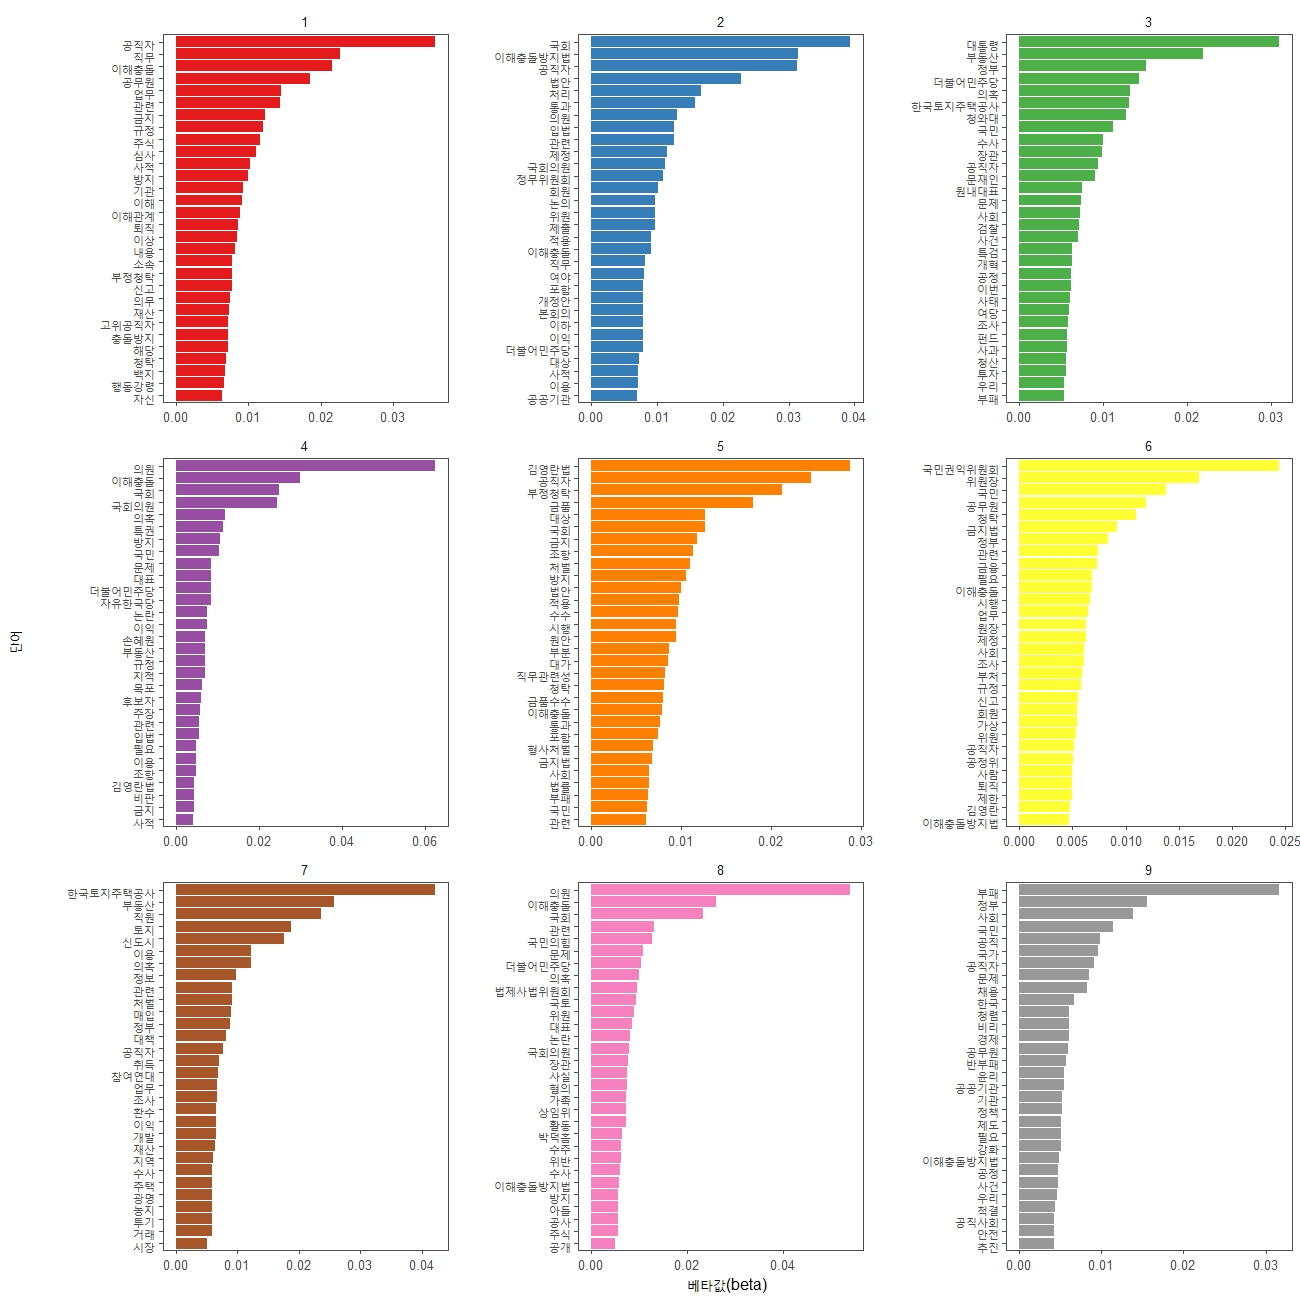 1
공직자
직무
이해충돌
공무원
업무
관련
금지
규정
주식
심사
사적
방지
기관
이해
이해관계
퇴직
이상
내용
소속
부정청탁
신고
의무
재산
고위공직자
충돌방지
해당
청탁
백지
행동강령
자신
0.00 0.01 0.02 0.03
2
국회
이해충돌방지법
공직자
법안
처리
통과
의원
입법
관련
제정
국회의원
정무위원회
회원
논의
위원
제출
적용
이해충돌
직무
여야
포함
개정안
본회의
이하
이익
더불어민주당
대상
사적
이용
공공기관
0.00 0.01 0.02 0.03 0.04
3
대통령
부동산
정부
더불어민주당
의혹
한국토지주택공사
청와대
국민
수사
장관
공직자
문재인
원내대표
문제
사회
검찰
사건
특검
개혁
공정
이번
사태
여당
조사
펀드
사과
청산
투자
우리
부패
0.00 0.01 0.02 0.03
4
의원
이해충돌
국회
국회의원
의혹
특권
방지
국민
문제
대표
더불어민주당
자유한국당
논란
이익
손혜원
부동산
규정
지적
목포
후보자
주장
관련
입법
필요
이용
조항
김영란법
비판
금지
사적
0.00 0.02 0.04 0.06
5
김영란법
공직자
부정청탁
금품
대상
국회
금지
조항
처벌
방지
법안
적용
수수
시행
원안
부분
대가
직무관련성
청탁
금품수수
이해충돌
통과
포함
형사처벌
금지법
사회
법률
부패
국민
관련
0.00 0.01 0.02 0.03
6
국민권익위원회
위원장
국민
공무원
청탁
금지법
정부
관련
금융
필요
이해충돌
시행
업무
원장
제정
사회
조사
부처
규정
신고
회원
가상
위원
공직자
공정위
사람
퇴직
제한
김영란
이해충돌방지법
0.000 0.005 0.010 0.015 0.020 0.025
단어
7
한국토지주택공사
부동산
직원
토지
신도시
이용
의혹
정보
관련
처벌
매입
정부
대책
공직자
취득
참여연대
업무
조사
환수
이익
개발
재산
지역
수사
주택
광명
농지
투기
거래
시장
0.00 0.01 0.02 0.03 0.04
8
의원
이해충돌
국회
관련
국민의힘
문제
더불어민주당
의혹
법제사법위원회
국토
위원
대표
논란
국회의원
장관
사실
혐의
가족
상임위
활동
박덕흠
수주
위반
수사
이해충돌방지법
방지
아들
공사
주식
공개
0.00 0.02 0.04
9
부패
정부
사회
국민
공직
국가
공직자
문제
채용
한국
청렴
비리
경제
공무원
반부패
윤리
공공기관
기관
정책
제도
필요
강화
이해충돌방지법
공정
사건
우리
척결
공직사회
안전
추진
0.00 0.01 0.02 0.03
베타값(beta)